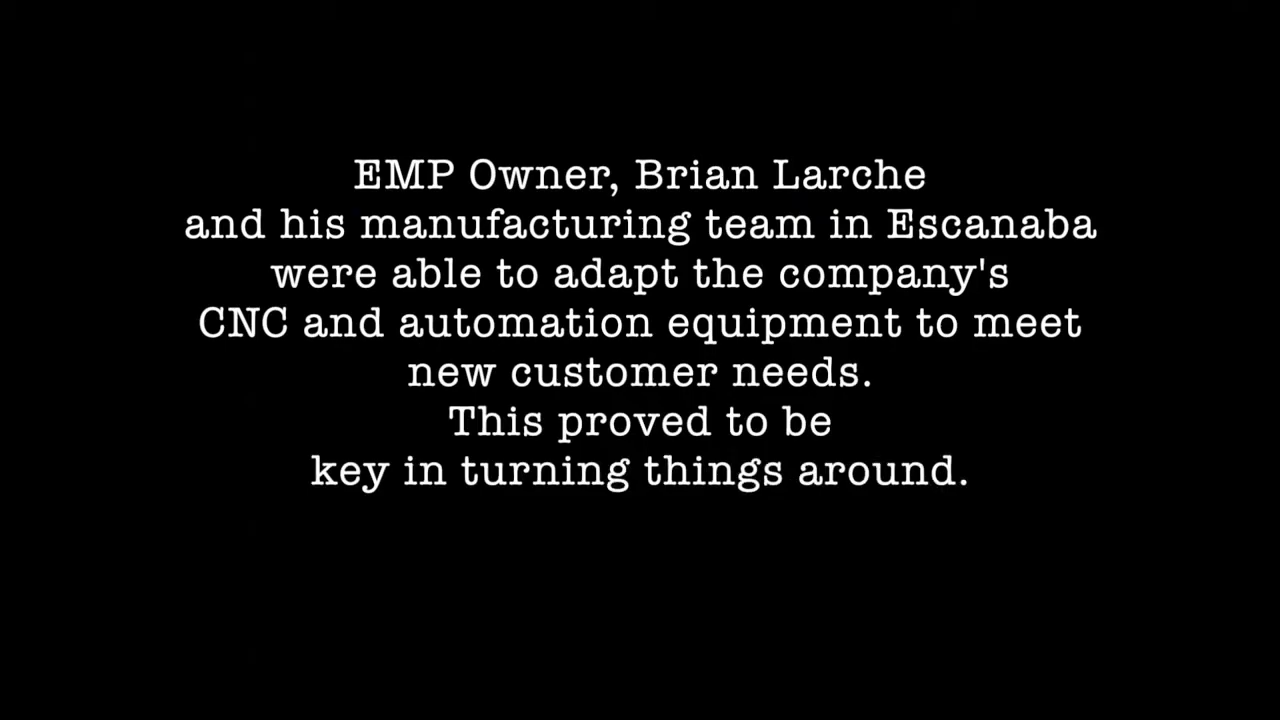 EMP Owner, Brian Larche
and his manufacturing team in Escanaba
were able to adapt the company's
CNC and automation equipment to meet
new customer needs.
This proved to be
key in turning things around.